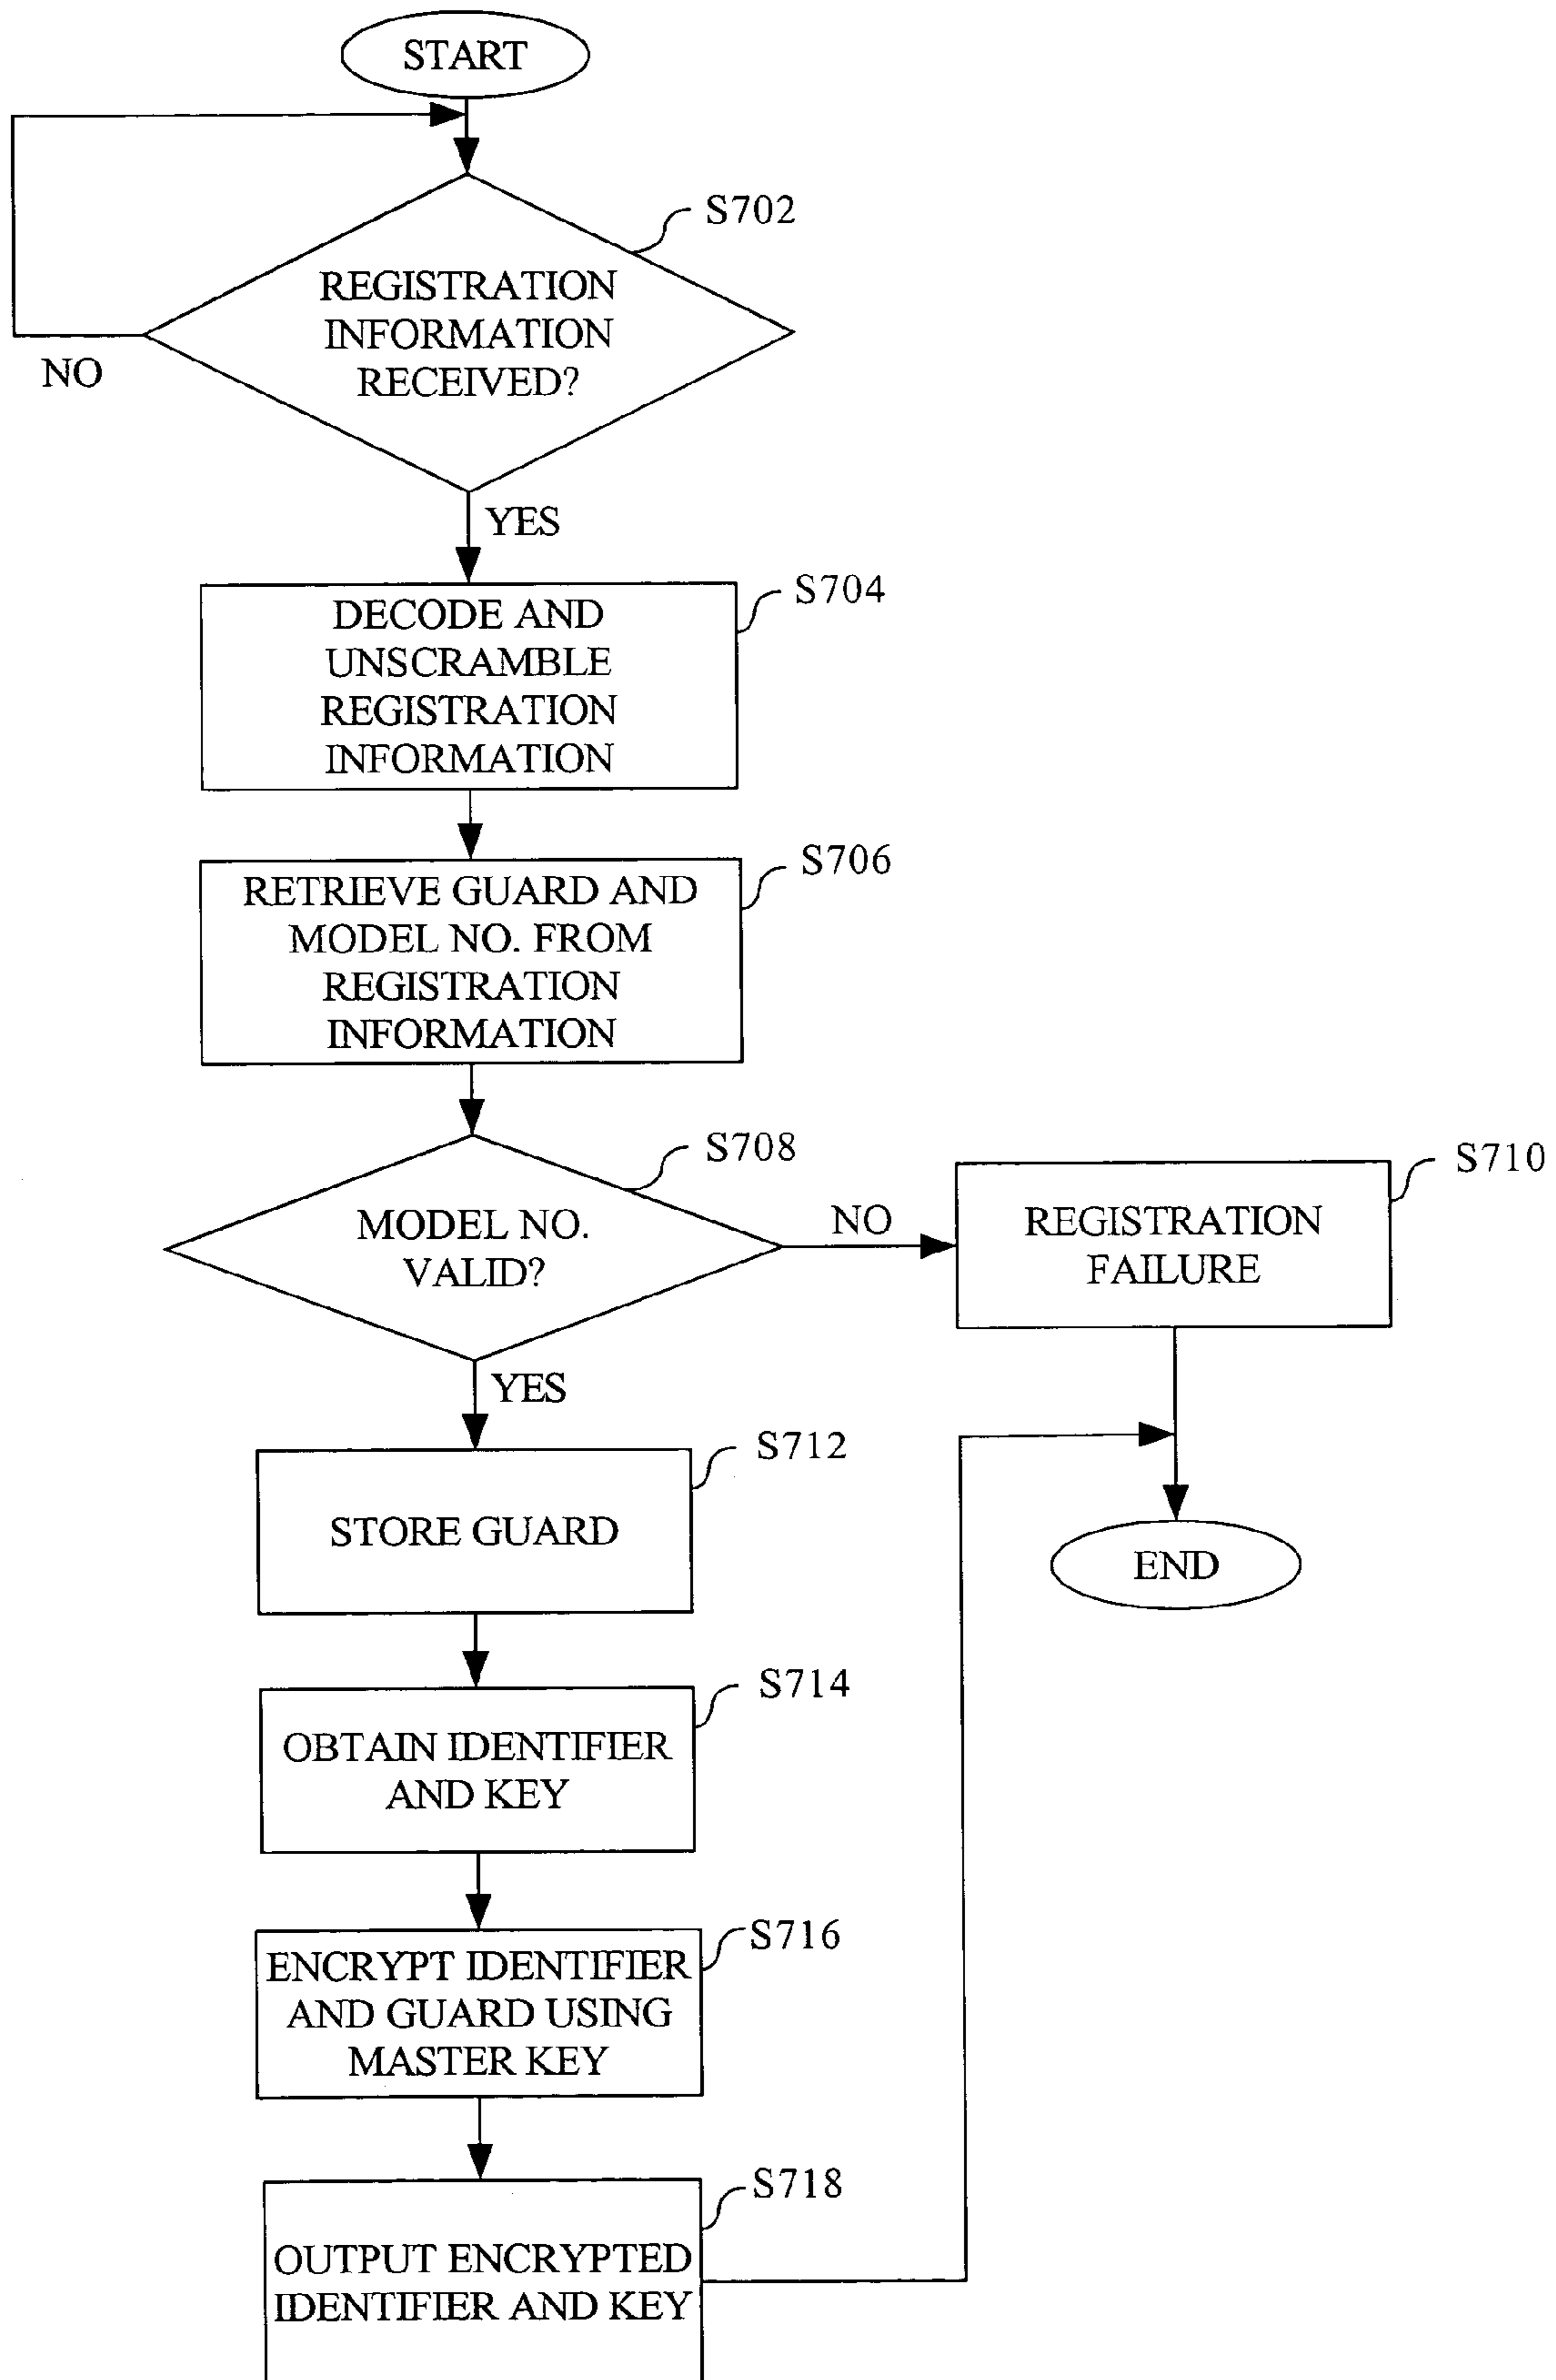 START
S702
REGISTRATION
INFORMATION
RECEIVED?
NO
YES
S704
DECODE AND
UNSCRAMBLE
REGISTRATION
INFORMATION
S706
RETRIEVE GUARD AND
MODEL NO. FROM
REGISTRATION
INFORMATION
S708
MODEL NO.
VALID?
NO
S710
REGISTRATION
FAILURE
YES
S712
STORE GUARD
END
S714
OBTAIN IDENTIFIER
AND KEY
S716
ENCRYPT IDENTIFIER
AND GUARD USING
MASTER KEY
S718
OUTPUT ENCRYPTED
IDENTIFIER AND KEY